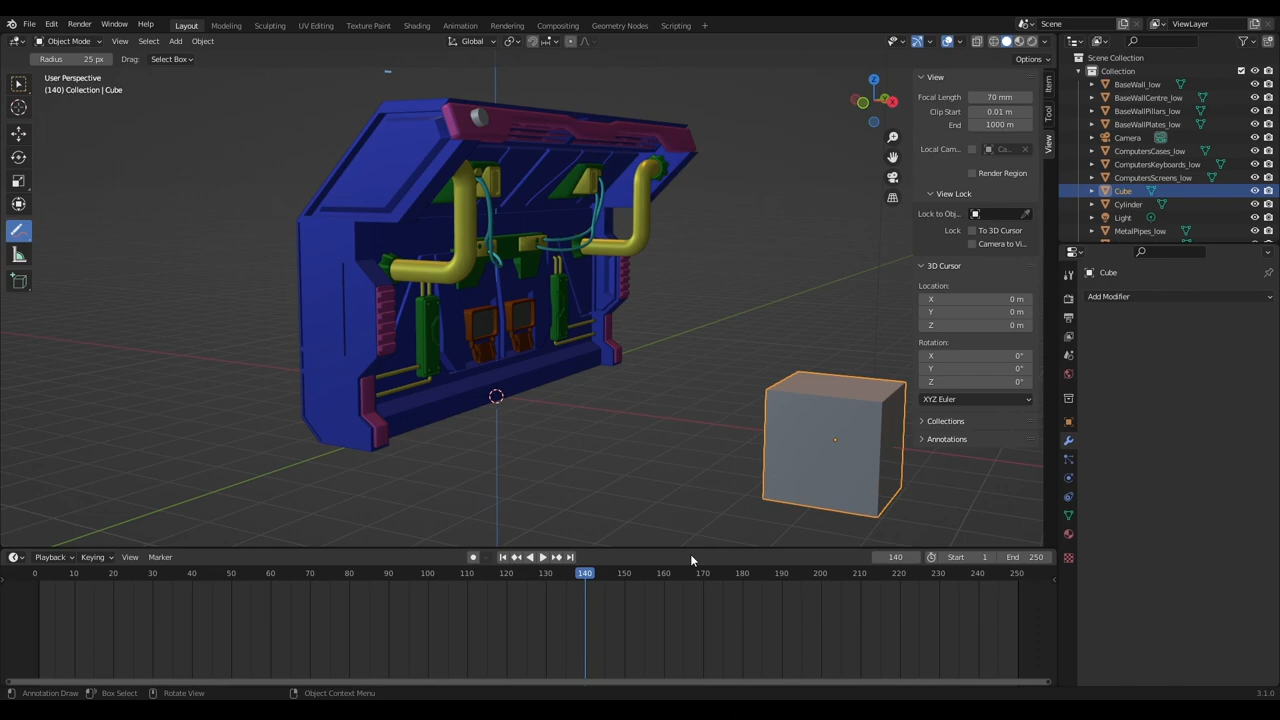 File Edit Render Window Help Layout Modeling Sculpting UV Editing Texture Paint Shading Animation Rendering Compositing Geometry Nodes Scripting + Scene ViewLayer
Object Mode View Select Add Object Global
Radius 25 px Drag: Select Box Options
User Perspective
(140) Collection | Cube
X
Y
Z
View
Focal Length 70 mm
Clip Start 0.01 m
End 1000 m
Local Cam... Ca...
Render Region
View Lock
Lock to Obj...
Lock To 3D Cursor
Camera to Vi...
3D Cursor
Location:
X 0 m
Y 0 m
Z 0 m
Rotation:
X 0°
Y 0°
Z 0°
XYZ Euler
Collections
Annotations
Item
Tool
View
Scene Collection
Collection
BaseWall_low
BaseWallCentre_low
BaseWallPillars_low
BaseWallPlates_low
Camera
ComputersCases_low
ComputersKeyboards_low
ComputersScreens_low
Cube
Cylinder
Light
MetalPipes_low
Cube
Add Modifier
Playback Keying View Marker 140 Start 1 End 250
0 10 20 30 40 50 60 70 80 90 100 110 120 130 140 150 160 170 180 190 200 210 220 230 240 250
Annotation Draw Box Select Rotate View Object Context Menu 3.1.0